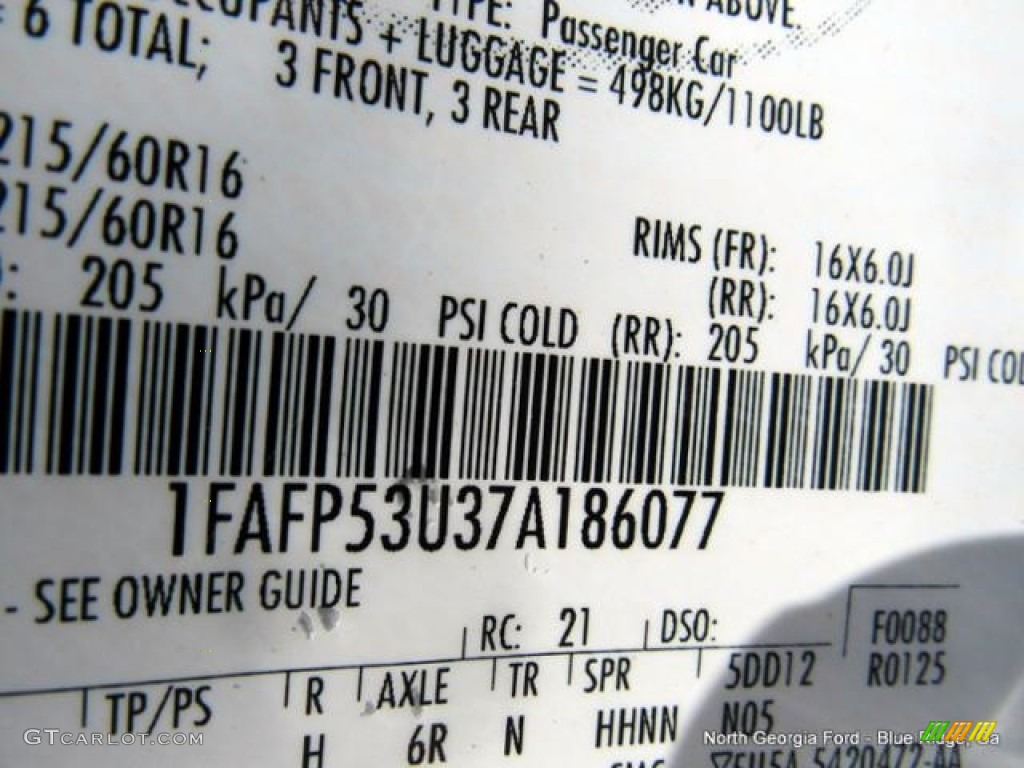 TYPE: Passenger Car
ABOVE.
OCCUPANTS + LUGGAGE = 498KG/1100LB
6 TOTAL; 3 FRONT, 3 REAR
215/60R16
215/60R16
RIMS (FR): 16X6.0J
(RR): 16X6.0J
: 205 kPa/ 30 PSI COLD (RR): 205 kPa/ 30 PSI COL
1FAFP53U37A186077
- SEE OWNER GUIDE
RC: 21 DSO: F0088
R0125
TP/PS R AXLE TR SPR 5DD12
H 6R N HHNN N05
GTCARLOT.COM
North Georgia Ford - Blue Ridge, Ga